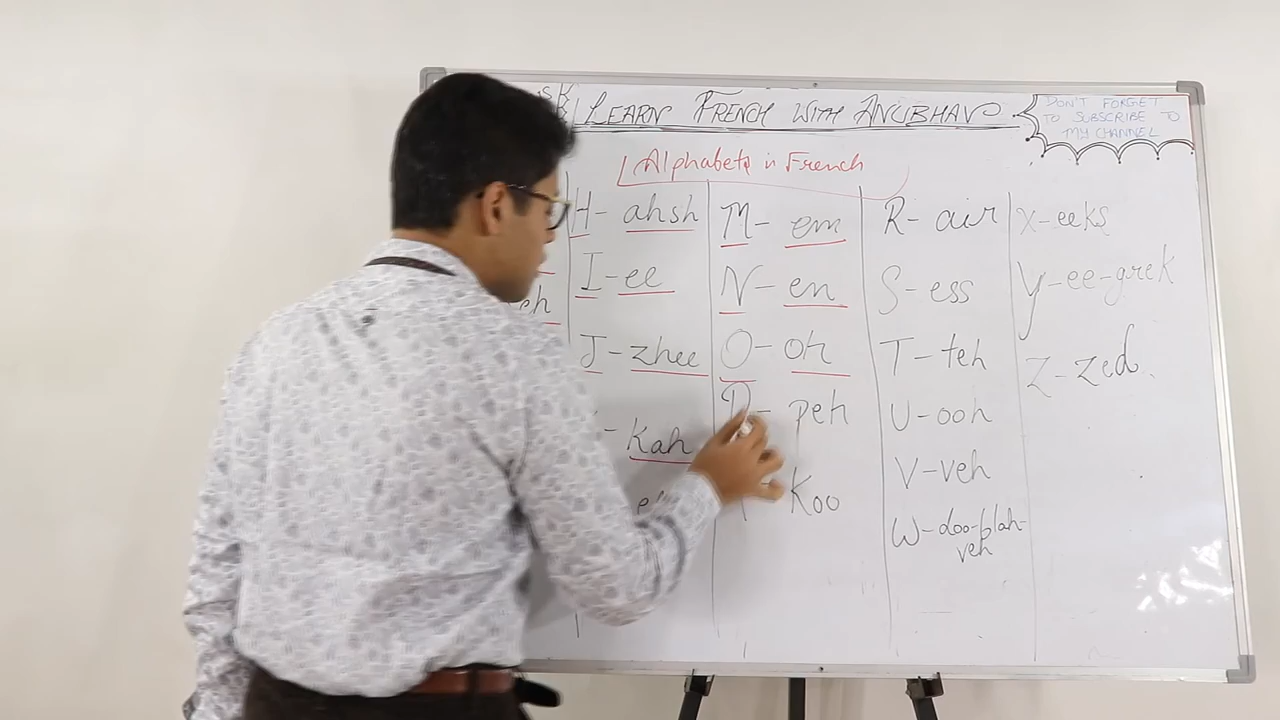 LEARN FRENCH WITH ANUBHAV
DON'T FORGET
TO SUBSCRIBE TO
MY CHANNEL
Alphabets in French
H- ahsh
I- ee
J- zhee
- Kah
M- em
N- en
O- oh
P- peh
Koo
R- air
S- ess
T- teh
U- ooh
V- veh
W- doo-blah-
veh
X- eeks
Y- ee-grek
Z- zed